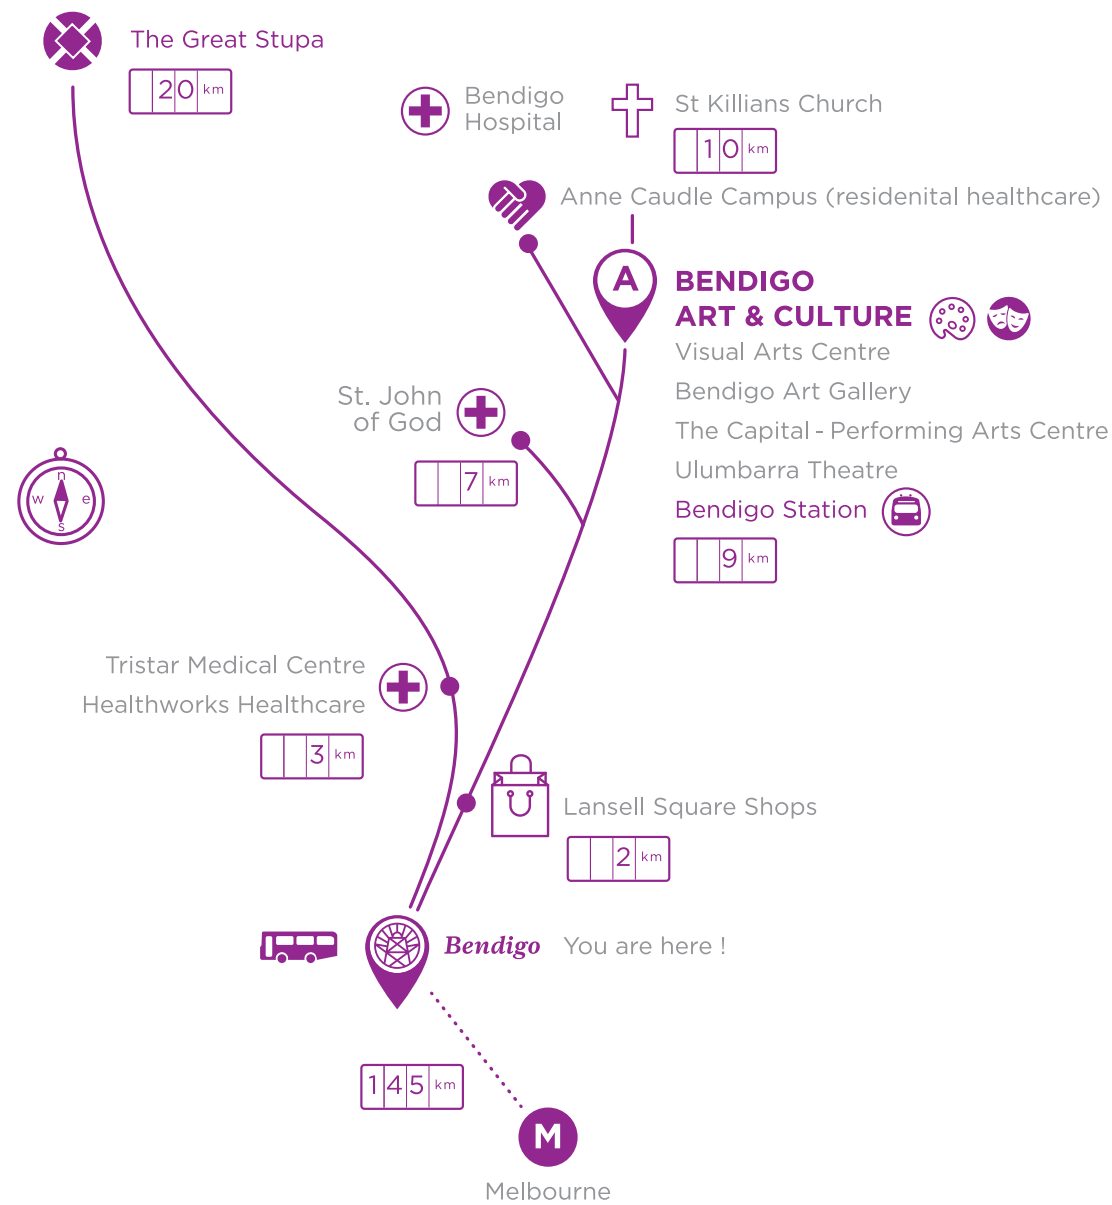 The Great Stupa
20 km
Bendigo
Hospital
St Killians Church
10 km
Anne Caudle Campus (residenital healthcare)
A
BENDIGO
ART & CULTURE
Visual Arts Centre
Bendigo Art Gallery
The Capital - Performing Arts Centre
Ulumbarra Theatre
Bendigo Station
9 km
St. John
of God
7 km
n
w e
s
Tristar Medical Centre
Healthworks Healthcare
3 km
Lansell Square Shops
2 km
Bendigo You are here !
145 km
M
Melbourne